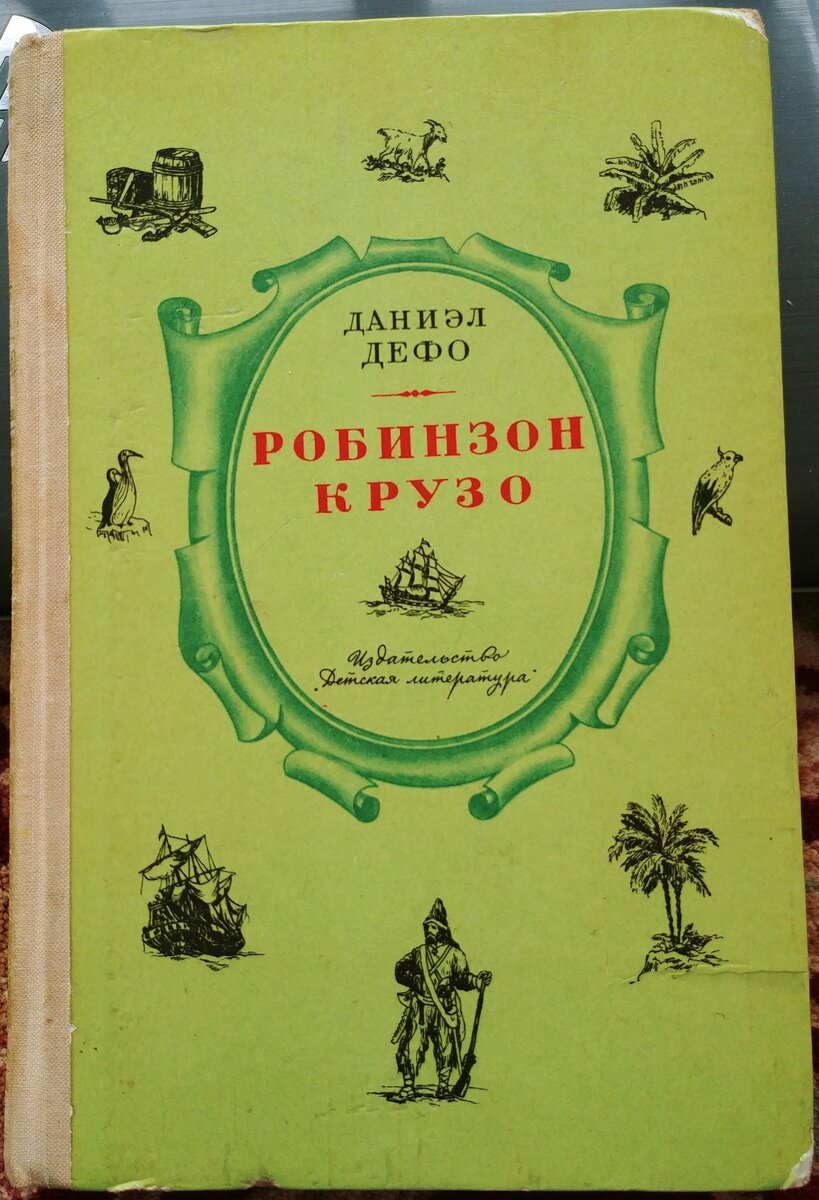 ДАНИЭЛ
ДЕФО
РОБИНЗОН
КРУЗО
Издательство
„Детская литература"